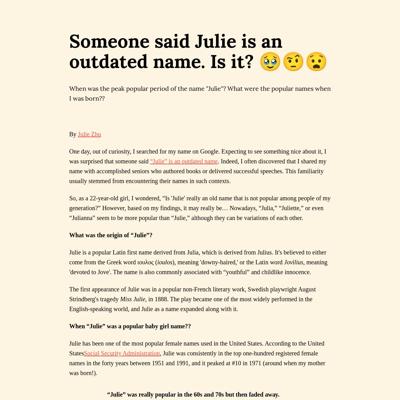 Someone said Julie is an
outdated name. Is it? 🥹🤨😧
When was the peak popular period of the name "Julie"? What were the popular names when
I was born??
By Julie Zhu
One day, out of curiosity, I searched for my name on Google. Expecting to see something nice about it, I
was surprised that someone said "Julie" is an outdated name. Indeed, I often discovered that I shared my
name with accomplished seniors who authored books or delivered successful speeches. This familiarity
usually stemmed from encountering their names in such contexts.
So, as a 22-year-old girl, I wondered, "Is 'Julie' really an old name that is not popular among people of my
generation?" However, based on my findings, it may really be… Nowadays, “Julia,” “Juliette,” or even
“Julianna” seem to be more popular than “Julie,” although they can be variations of each other.
What was the origin of “Julie”?
Julie is a popular Latin first name derived from Julia, which is derived from Julius. It's believed to either
come from the Greek word ιουλος (ioulos), meaning 'downy-haired,' or the Latin word Jovilius, meaning
'devoted to Jove'. The name is also commonly associated with “youthful” and childlike innocence.
The first appearance of Julie was in a popular non-French literary work, Swedish playwright August
Strindberg's tragedy Miss Julie, in 1888. The play became one of the most widely performed in the
English-speaking world, and Julie as a name expanded along with it.
When “Julie” was a popular baby girl name??
Julie has been one of the most popular female names used in the United States. According to the United
StatesSocial Security Administration, Julie was consistently in the top one-hundred registered female
names in the forty years between 1951 and 1991, and it peaked at #10 in 1971 (around when my mother
was born!).
“Julie” was really popular in the 60s and 70s but then faded away.